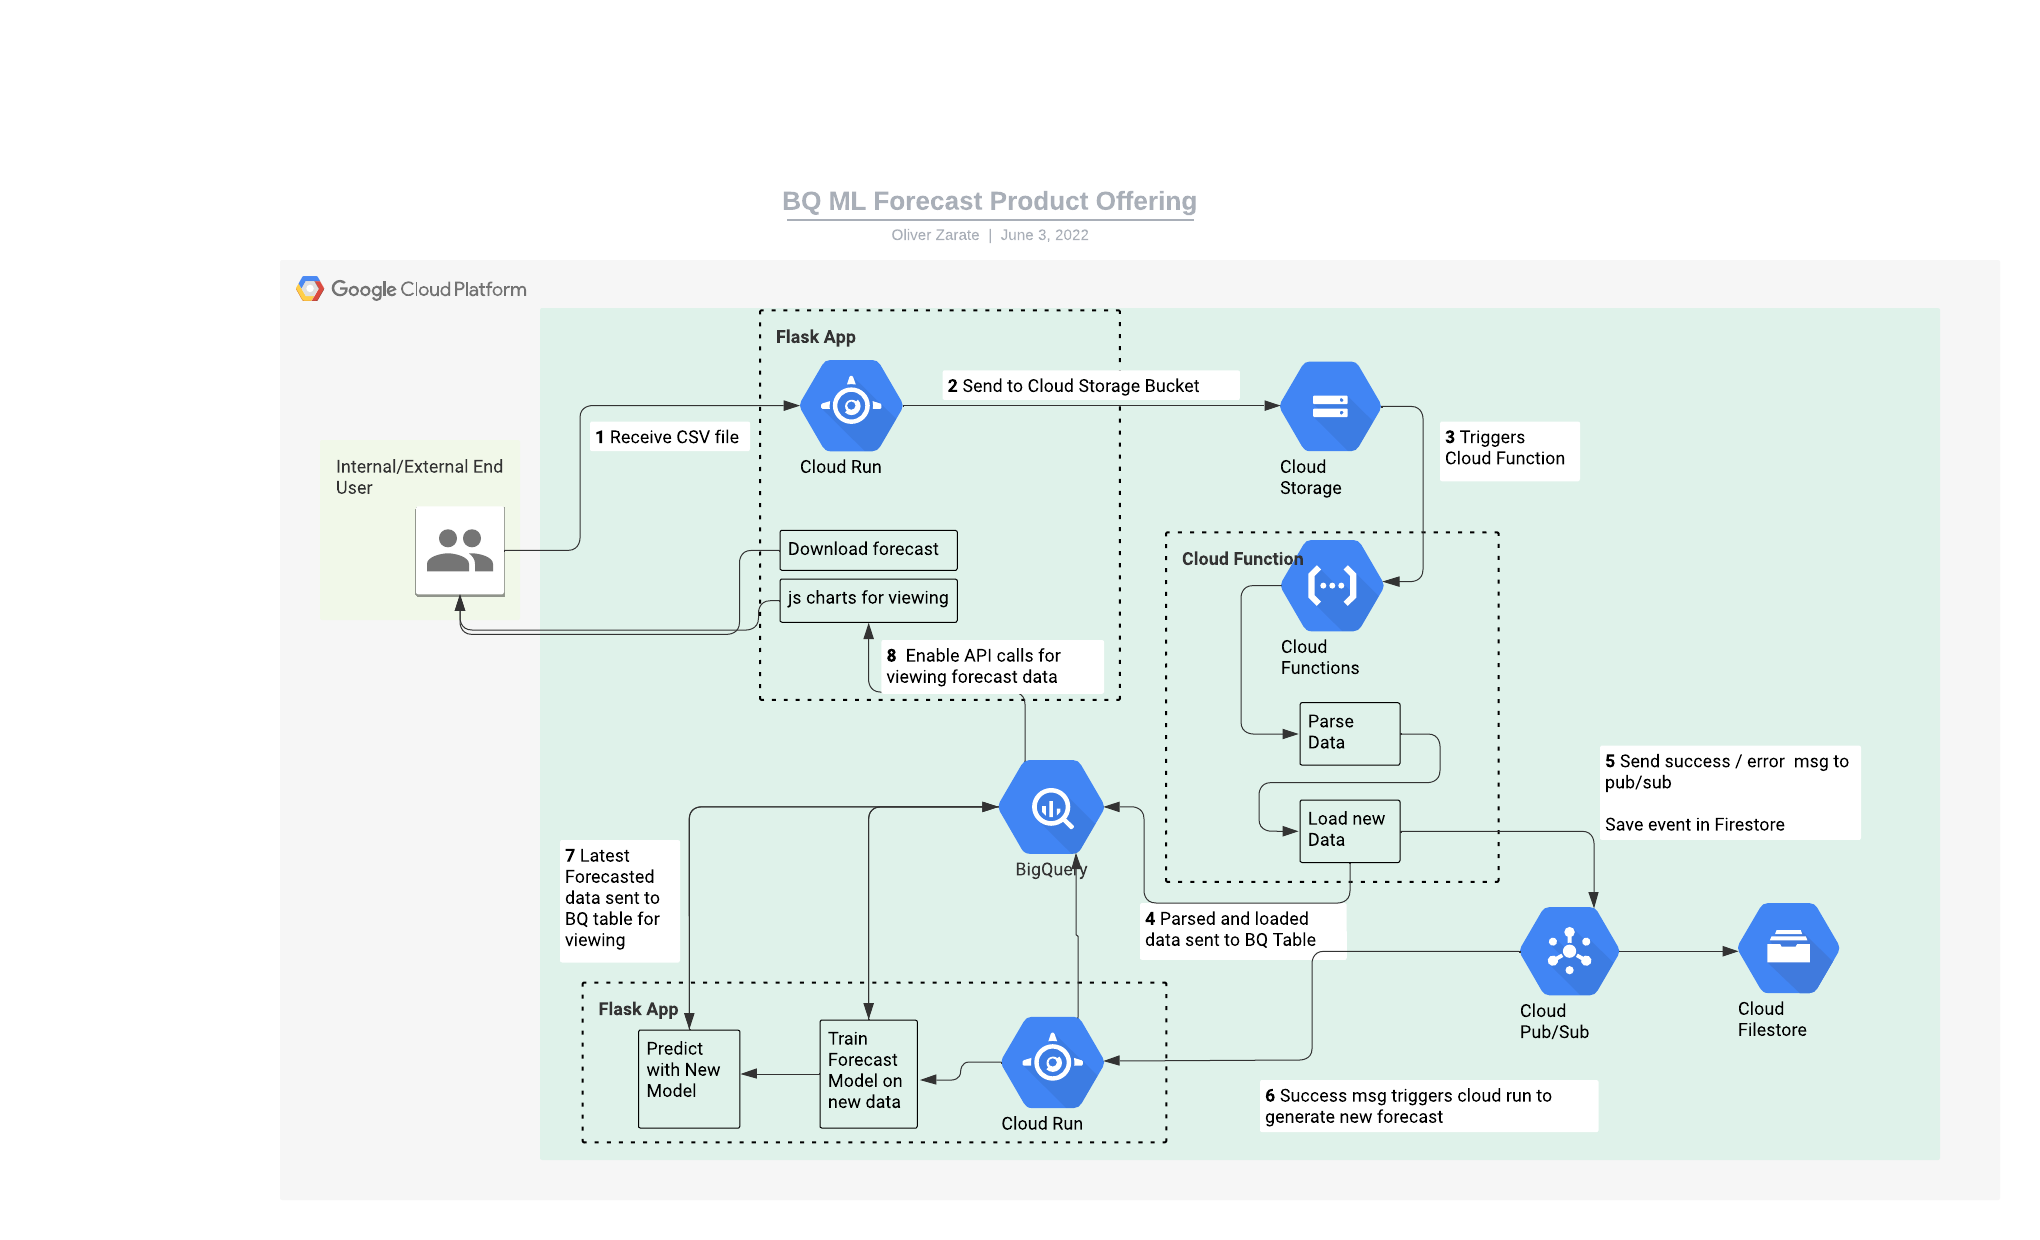 BQ ML Forecast Product Offering
Oliver Zarate | June 3, 2022
Google Cloud Platform
Flask App
2 Send to Cloud Storage Bucket
1 Receive CSV file
Cloud Run
Cloud
Storage
3 Triggers
Cloud Function
Internal/External End
User
Download forecast
js charts for viewing
8 Enable API calls for
viewing forecast data
Cloud Function
Cloud
Functions
Parse
Data
Load new
Data
5 Send success / error msg to
pub/sub
Save event in Firestore
BigQuery
7 Latest
Forecasted
data sent to
BQ table for
viewing
4 Parsed and loaded
data sent to BQ Table
Cloud
Pub/Sub
Cloud
Filestore
Flask App
Predict
with New
Model
Train
Forecast
Model on
new data
Cloud Run
6 Success msg triggers cloud run to
generate new forecast